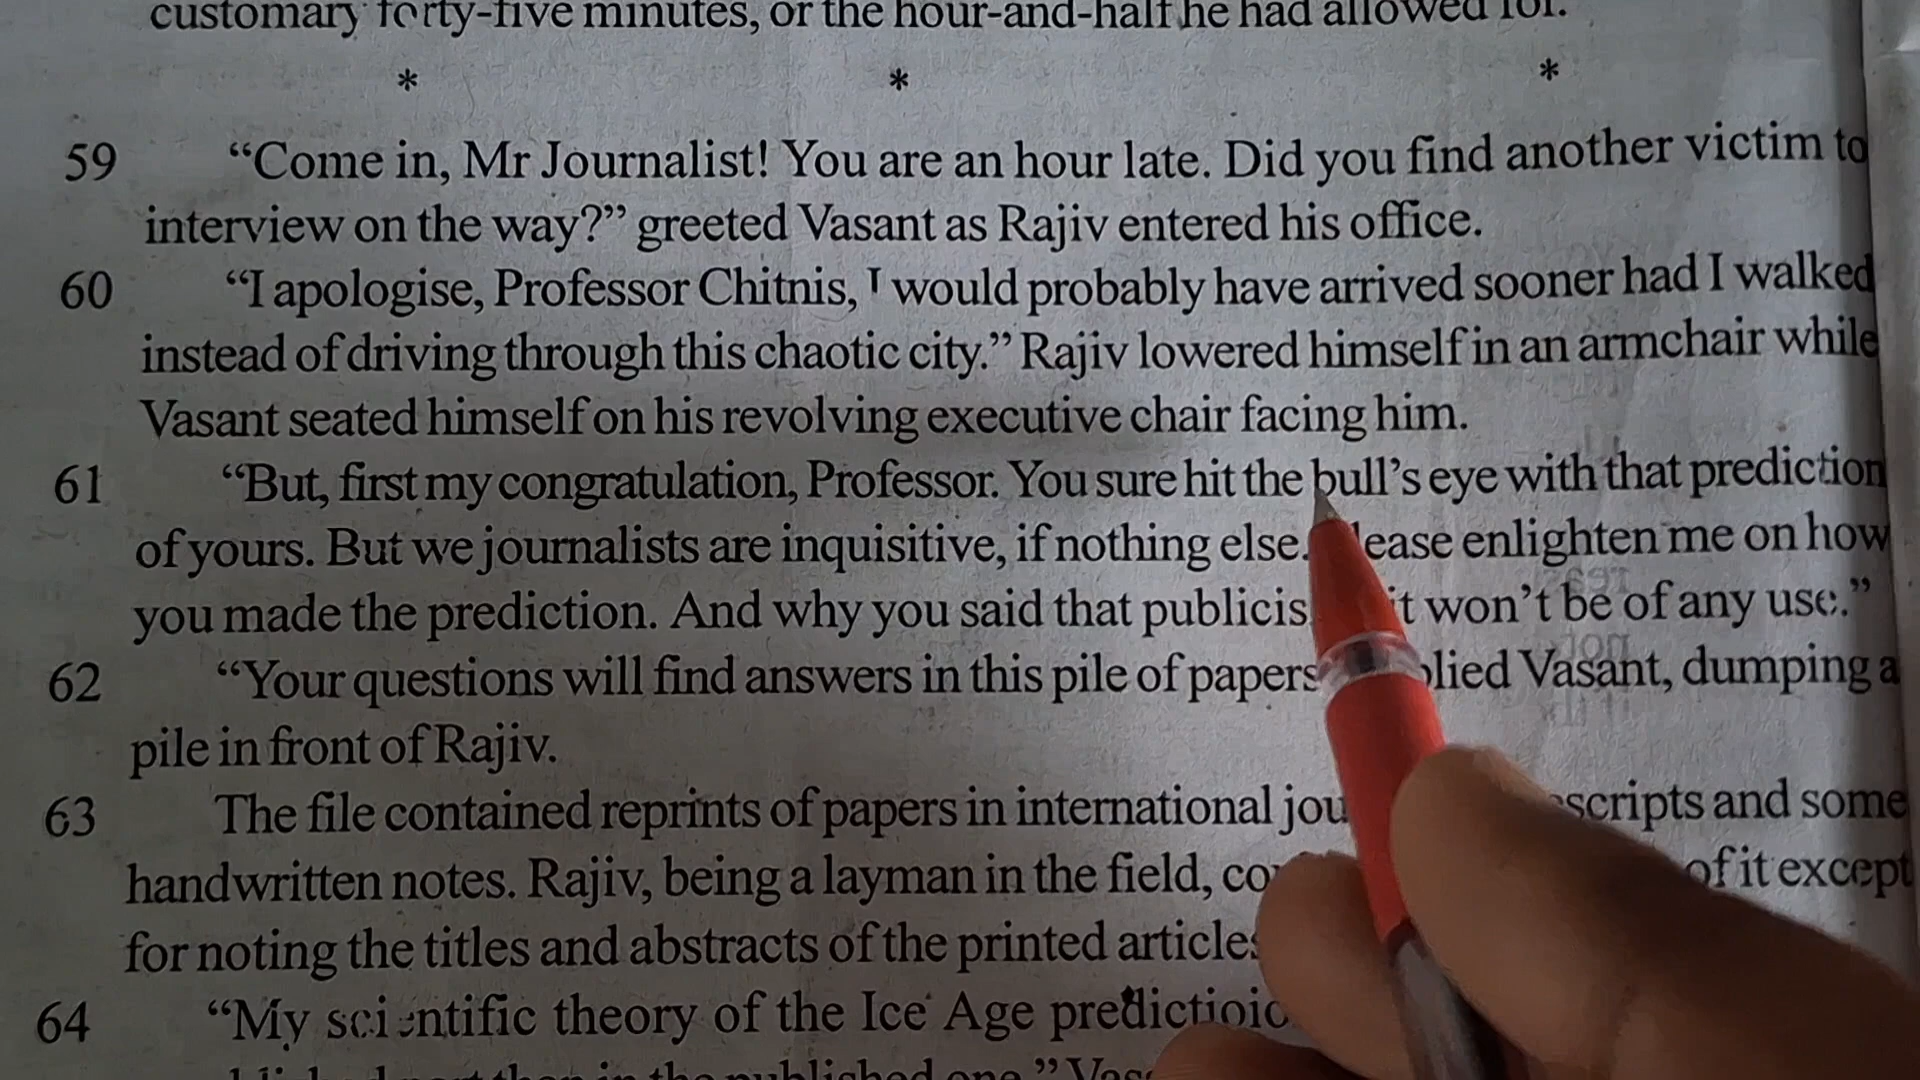 customary forty-five minutes, or the hour-and-half he had allowed for.
* * *
59 “Come in, Mr Journalist! You are an hour late. Did you find another victim to
interview on the way?” greeted Vasant as Rajiv entered his office.
60 “I apologise, Professor Chitnis, I would probably have arrived sooner had I walked
instead of driving through this chaotic city.” Rajiv lowered himself in an armchair while
Vasant seated himself on his revolving executive chair facing him.
61 “But, first my congratulation, Professor. You sure hit the bull’s eye with that prediction
of yours. But we journalists are inquisitive, if nothing else. enlighten me on how
you made the prediction. And why you said that it won’t be of any use.”
62 “Your questions will find answers in this pile of papers Vasant, dumping a
pile in front of Rajiv.
63 The file contained reprints of papers in international and some
handwritten notes. Rajiv, being a layman in the field, of it except
for noting the titles and abstracts of the printed articles
64 “My scientific theory of the Ice Age
in the published one.”